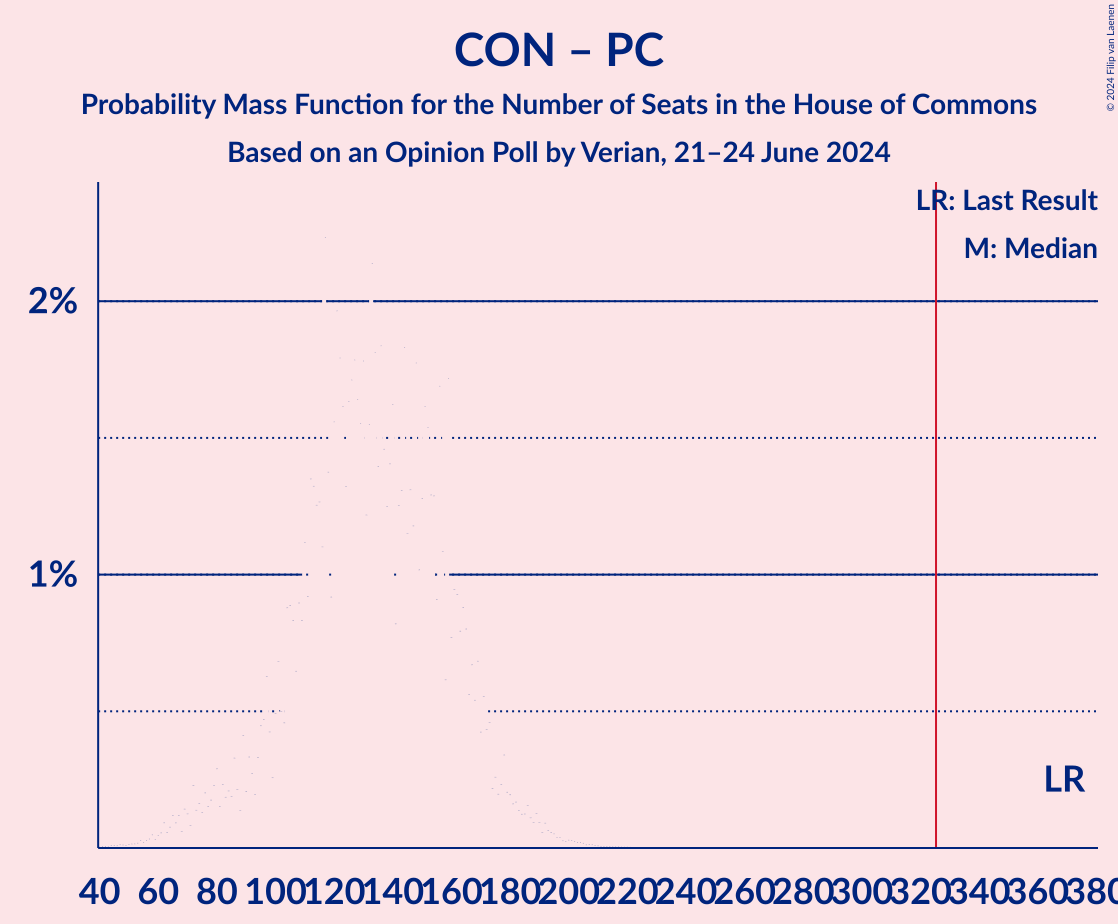 CON – PC
Probability Mass Function for the Number of Seats in the House of Commons
Based on an Opinion Poll by Verian, 21–24 June 2024
© 2024 Filip van Laenen
LR: Last Result
M: Median
2%
1%
LR
40 60 80 100 120 140 160 180 200 220 240 260 280 300 320 340 360 380